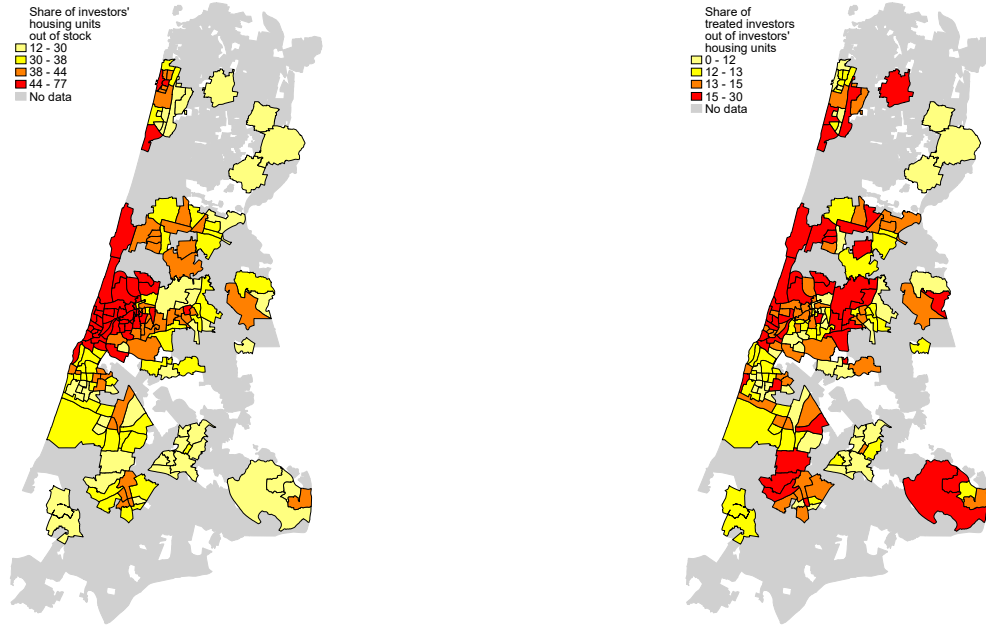 Share of investors'
housing units
out of stock
12 - 30
30 - 38
38 - 44
44 - 77
No data
Share of
treated investors
out of investors'
housing units
0 - 12
12 - 13
13 - 15
15 - 30
No data